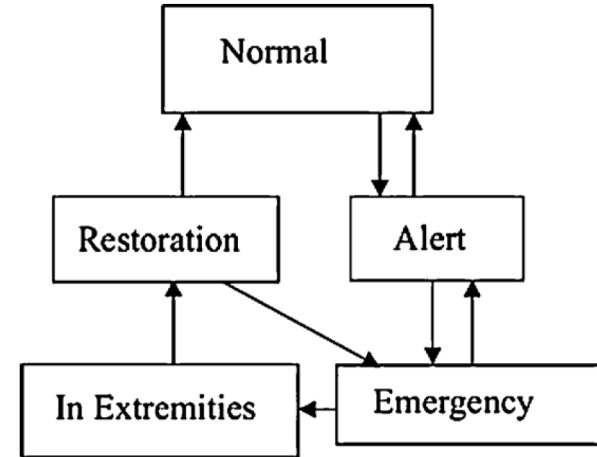 Normal
Restoration
Alert
In Extremities
Emergency